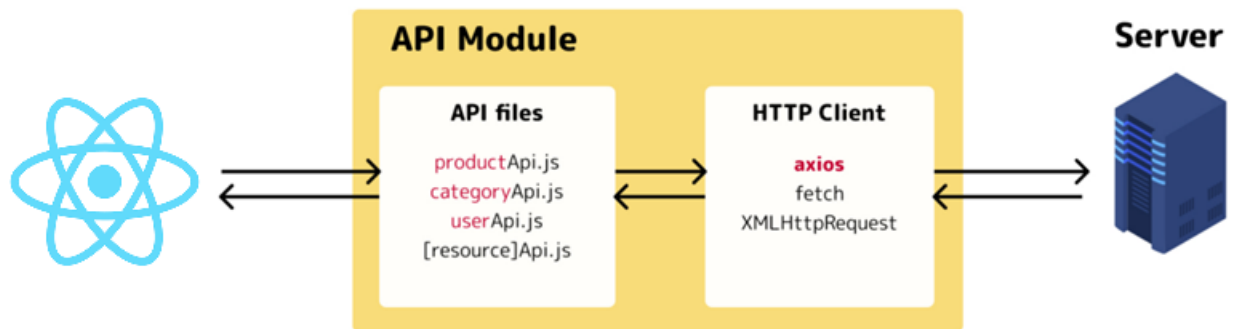 API Module
Server
API files
productApi.js
categoryApi.js
userApi.js
[resource]Api.js
HTTP Client
axios
fetch
XMLHttpRequest